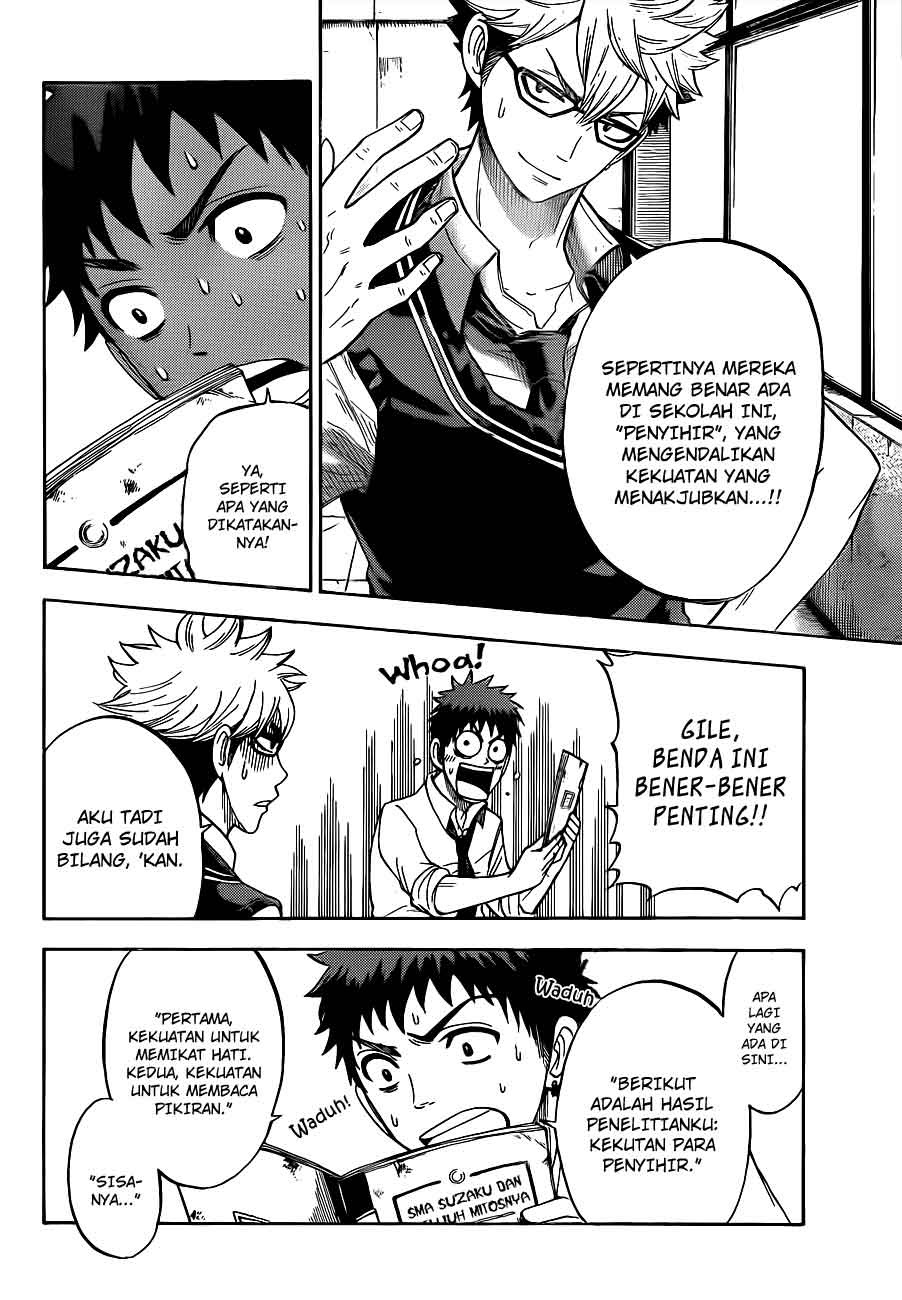 SEPERTINYA MEREKA
MEMANG BENAR ADA
DI SEKOLAH INI,
"PENYIHIR", YANG
MENGENDALIKAN
KEKUATAN YANG
MENAKJUBKAN...!!
YA,
SEPERTI
APA YANG
DIKATAKAN-
NYA!
SUZAKU
Whoa!
GILE,
BENDA INI
BENER-BENER
PENTING!!
AKU TADI
JUGA SUDAH
BILANG, 'KAN.
APA
LAGI
YANG
ADA DI
SINI...
Waduh
"BERIKUT
ADALAH HASIL
PENELITIANKU:
KEKUTAN PARA
PENYIHIR."
"PERTAMA,
KEKUATAN UNTUK
MEMIKAT HATI.
KEDUA, KEKUATAN
UNTUK MEMBACA
PIKIRAN."
Waduh!
"SISA-
NYA..."
SMA SUZAKU DAN
TUJUH MITOSNYA